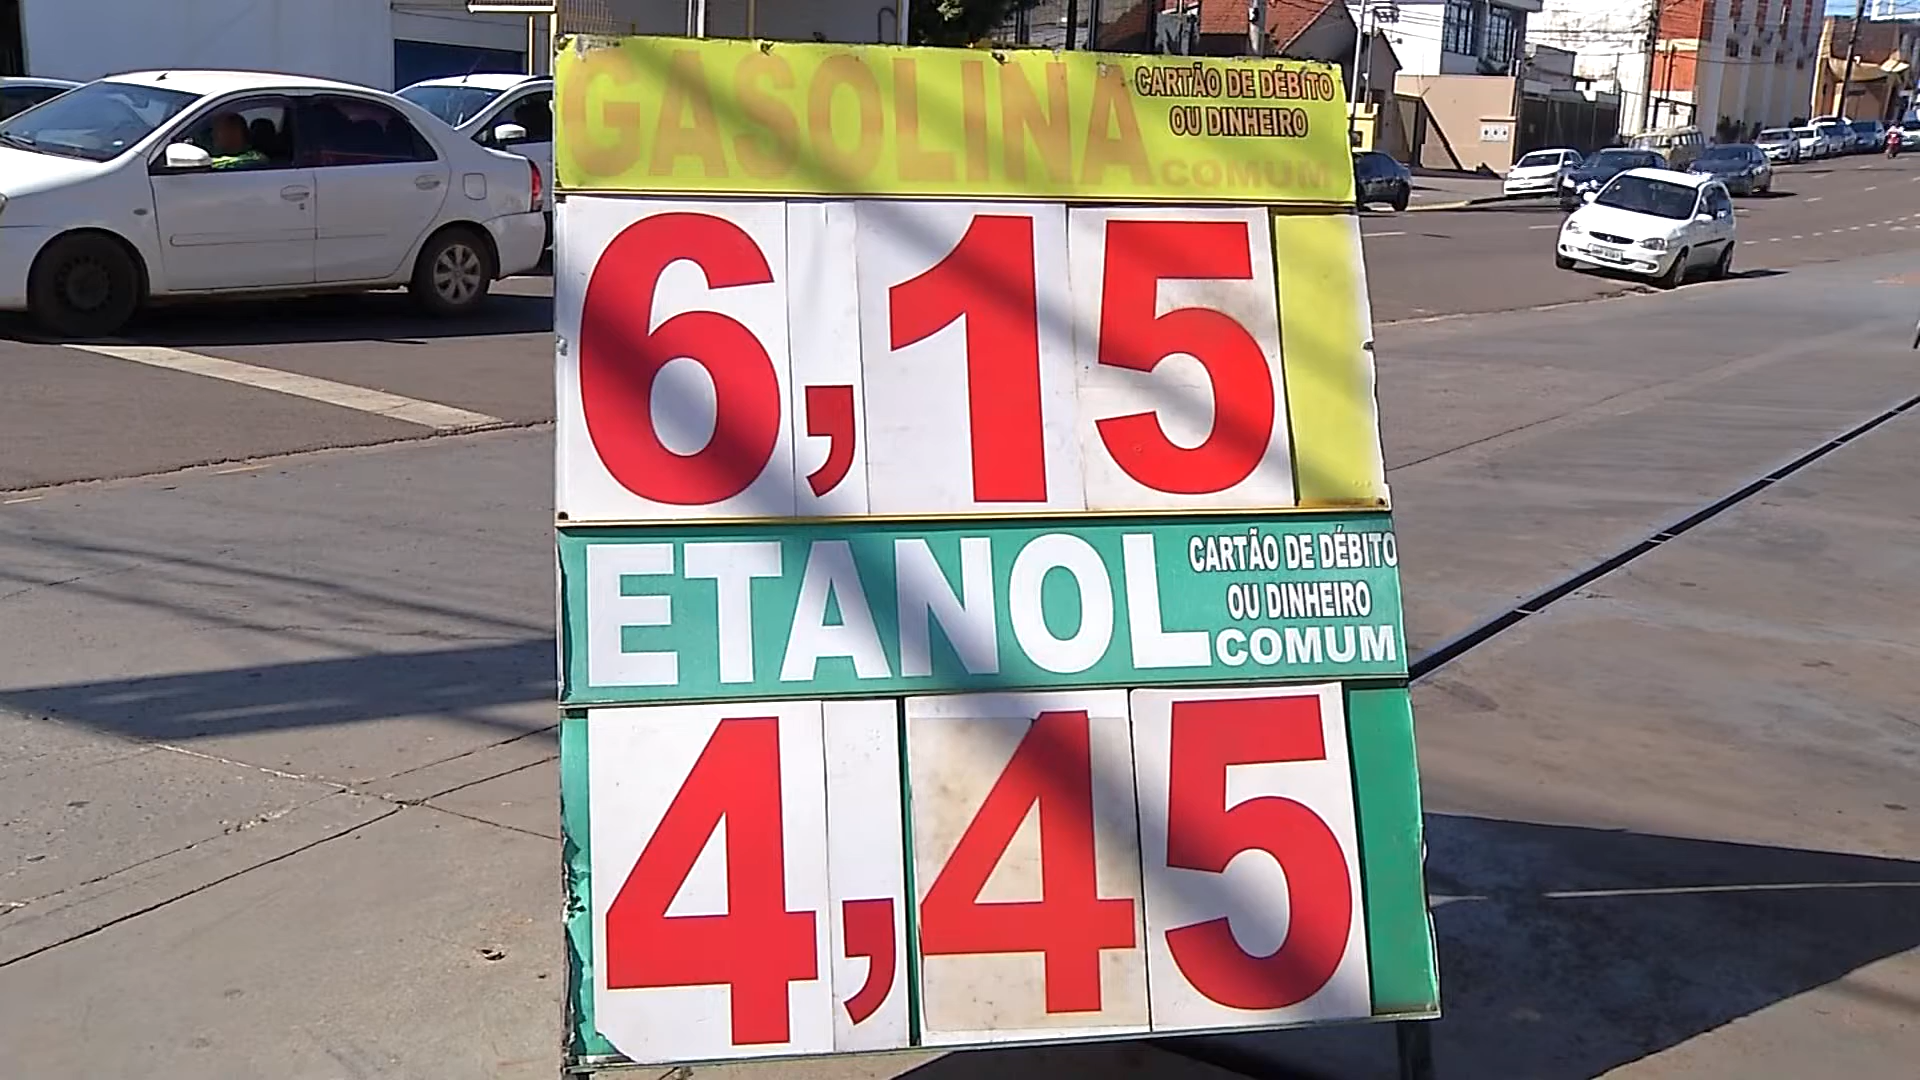 GASOLINA CARTÃO DE DÉBITO
OU DINHEIRO
COMUM
6,15
ETANOL CARTÃO DE DÉBITO
OU DINHEIRO
COMUM
4,45